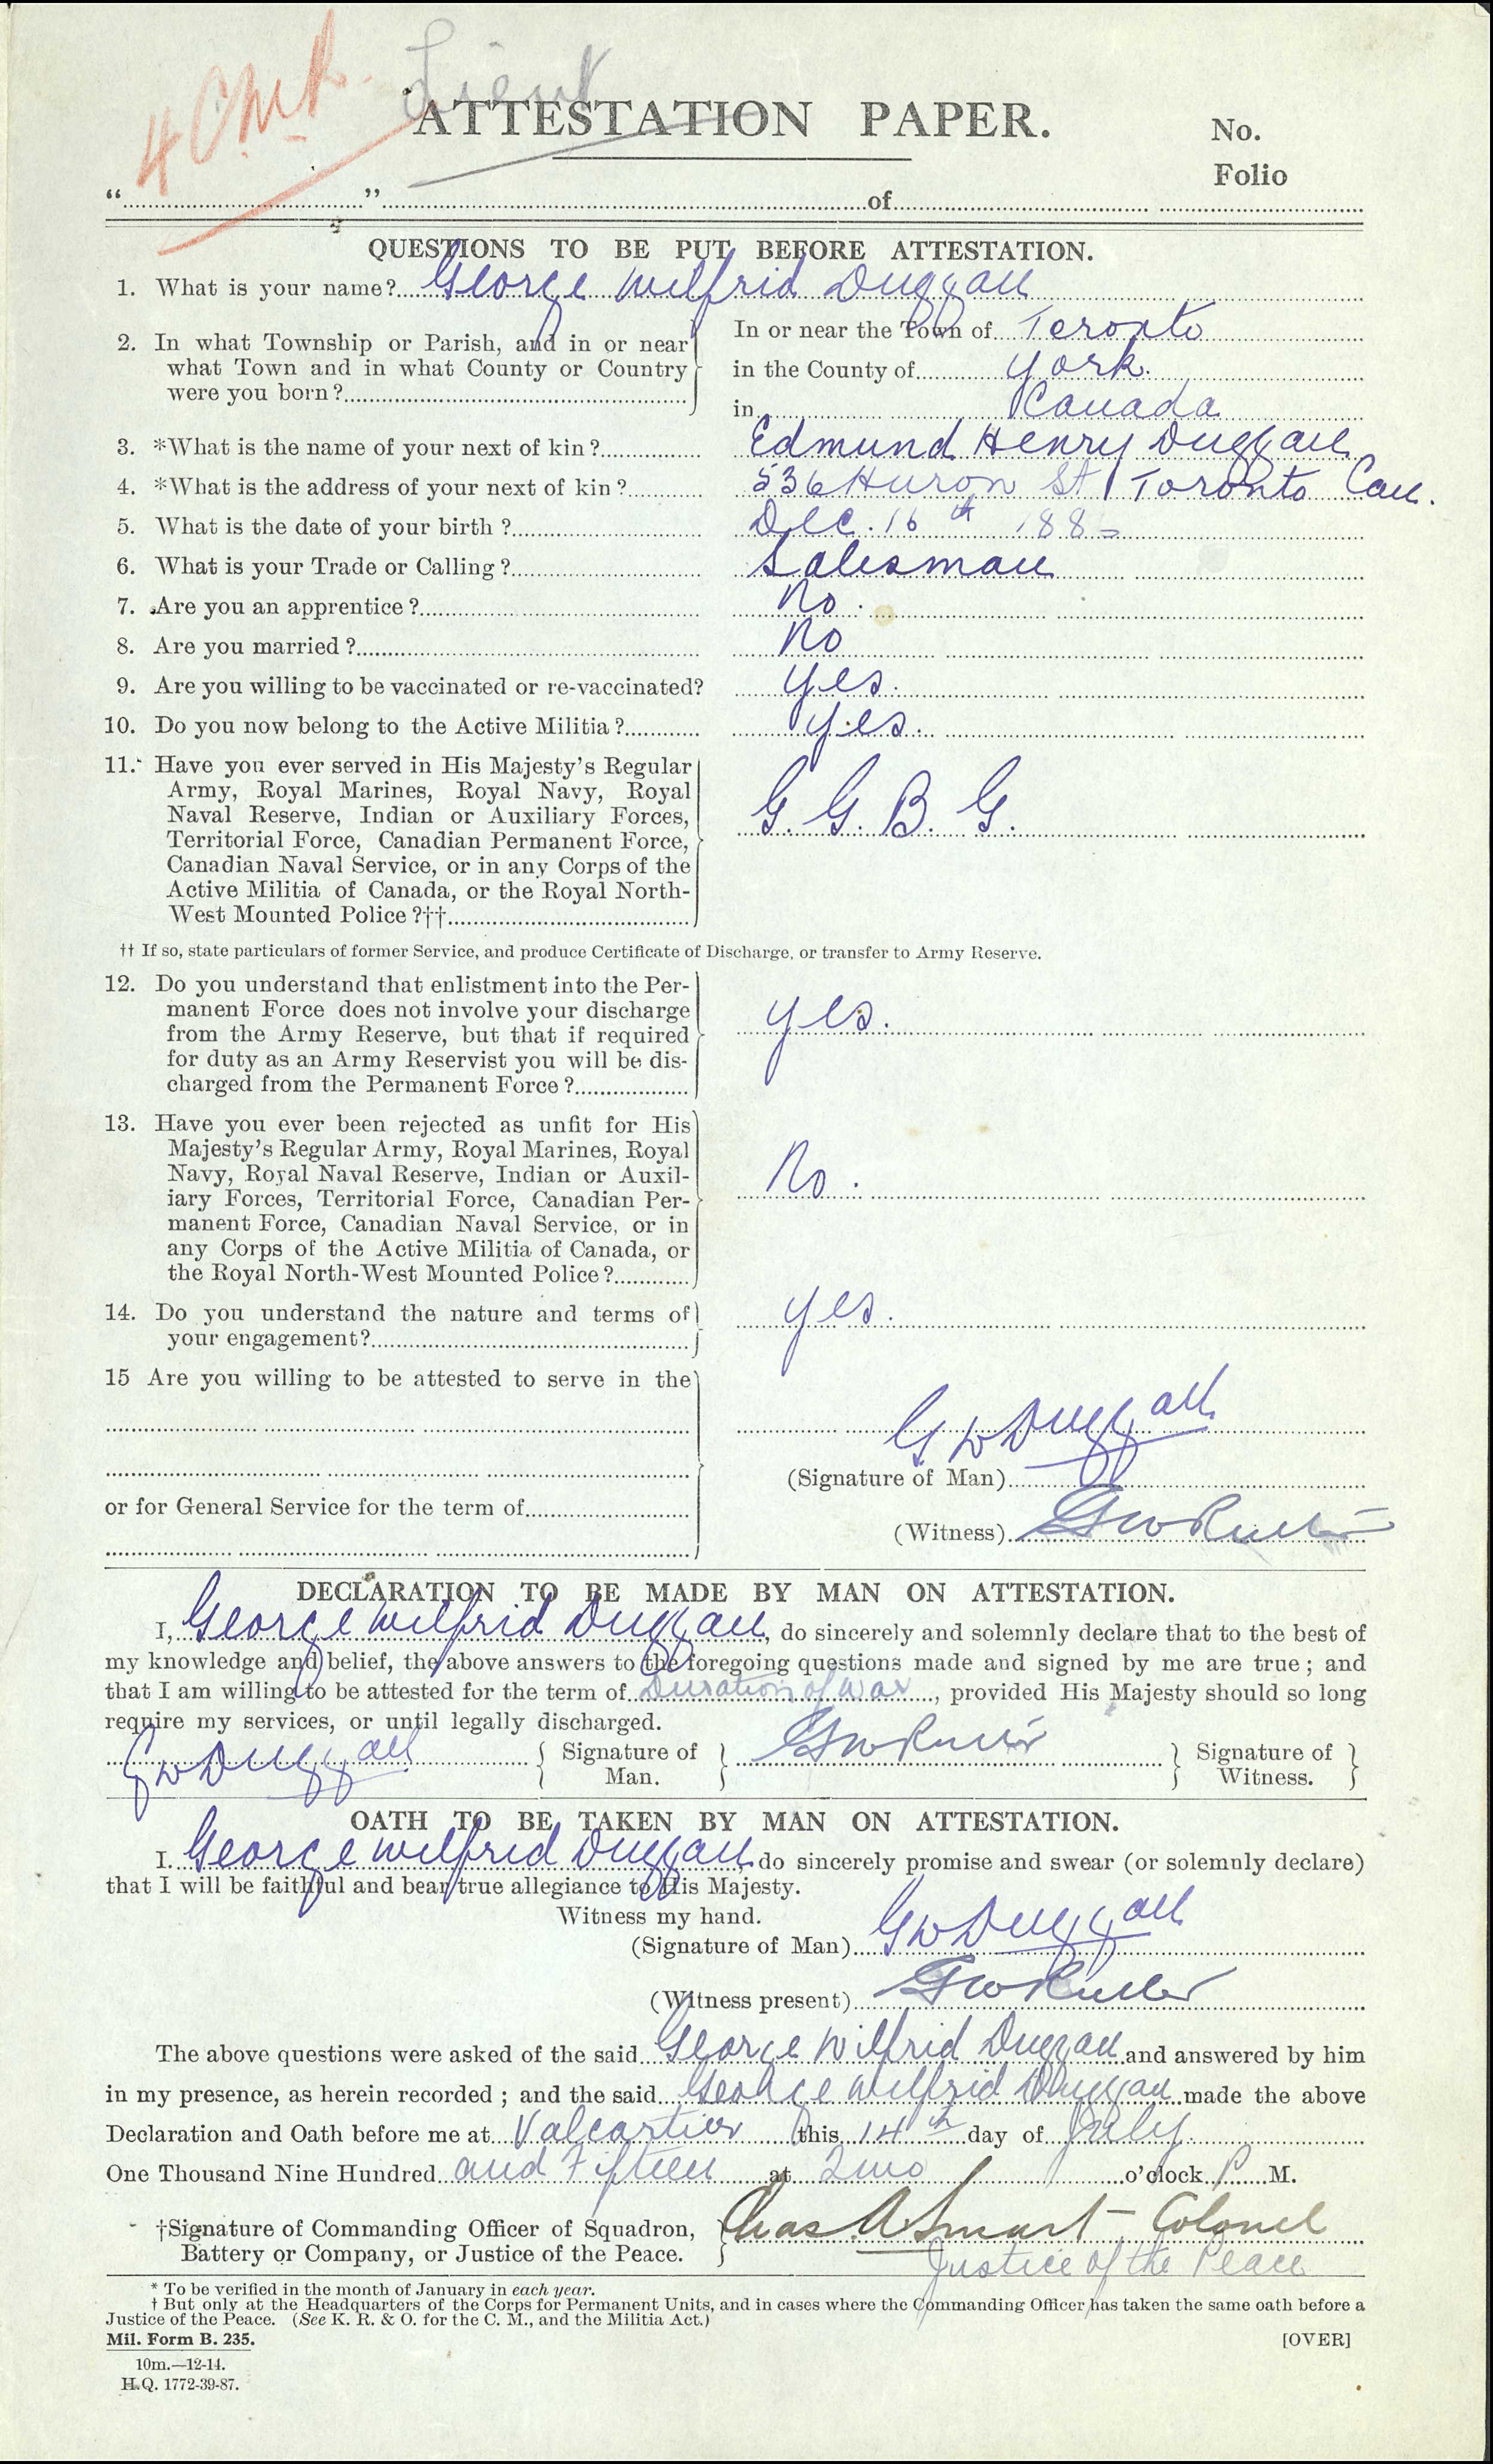 4 CMR. Lieut
ATTESTATION PAPER.
No.
Folio
“ ” of
QUESTIONS TO BE PUT BEFORE ATTESTATION.
1. What is your name? George Wilfrid Duggan
2. In what Township or Parish, and in or near what Town and in what County or Country were you born?
In or near the Town of Toronto
in the County of York.
in Canada
3. *What is the name of your next of kin? Edmund Henry Duggan
4. *What is the address of your next of kin? 536 Huron St Toronto Can.
5. What is the date of your birth? Dec. 16th 188
6. What is your Trade or Calling? Salesman
7. Are you an apprentice? No.
8. Are you married? No
9. Are you willing to be vaccinated or re-vaccinated? Yes.
10. Do you now belong to the Active Militia? Yes.
11. Have you ever served in His Majesty's Regular
Army, Royal Marines, Royal Navy, Royal
Naval Reserve, Indian or Auxiliary Forces,
Territorial Force, Canadian Permanent Force,
Canadian Naval Service, or in any Corps of the
Active Militia of Canada, or the Royal North-
West Mounted Police?††
G. G. B. G.
†† If so, state particulars of former Service, and produce Certificate of Discharge, or transfer to Army Reserve.
12. Do you understand that enlistment into the Per-
manent Force does not involve your discharge
from the Army Reserve, but that if required
for duty as an Army Reservist you will be dis-
charged from the Permanent Force?
Yes.
13. Have you ever been rejected as unfit for His
Majesty's Regular Army, Royal Marines, Royal
Navy, Royal Naval Reserve, Indian or Auxil-
iary Forces, Territorial Force, Canadian Per-
manent Force, Canadian Naval Service, or in
any Corps of the Active Militia of Canada, or
the Royal North-West Mounted Police?
No.
14. Do you understand the nature and terms of
your engagement?
Yes.
15 Are you willing to be attested to serve in the
or for General Service for the term of
G W Duggan
(Signature of Man)
(Witness) G W
DECLARATION TO BE MADE BY MAN ON ATTESTATION.
I, George Wilfrid Duggan, do sincerely and solemnly declare that to the best of
my knowledge and belief, the above answers to the foregoing questions made and signed by me are true; and
that I am willing to be attested for the term of Duration of War, provided His Majesty should so long
require my services, or until legally discharged.
G W Duggan { Signature of Man. } G W } Signature of Witness. }
OATH TO BE TAKEN BY MAN ON ATTESTATION.
I. George Wilfrid Duggan do sincerely promise and swear (or solemnly declare)
that I will be faithful and bear true allegiance to His Majesty.
Witness my hand.
(Signature of Man) G W Duggan
(Witness present) G W
The above questions were asked of the said George Wilfrid Duggan and answered by him
in my presence, as herein recorded; and the said George Wilfrid Duggan made the above
Declaration and Oath before me at Valcartier this 14th day of July.
One Thousand Nine Hundred and Fifteen at Two o'clock P M.
†Signature of Commanding Officer of Squadron,
Battery or Company, or Justice of the Peace.
Chas A Smart Colonel
Justice of the Peace
* To be verified in the month of January in each year.
† But only at the Headquarters of the Corps for Permanent Units, and in cases where the Commanding Officer has taken the same oath before a
Justice of the Peace. (See K. R. & O. for the C. M., and the Militia Act.)
Mil. Form B. 235.
[OVER]
10m.—12-14.
H.Q. 1772-39-87.